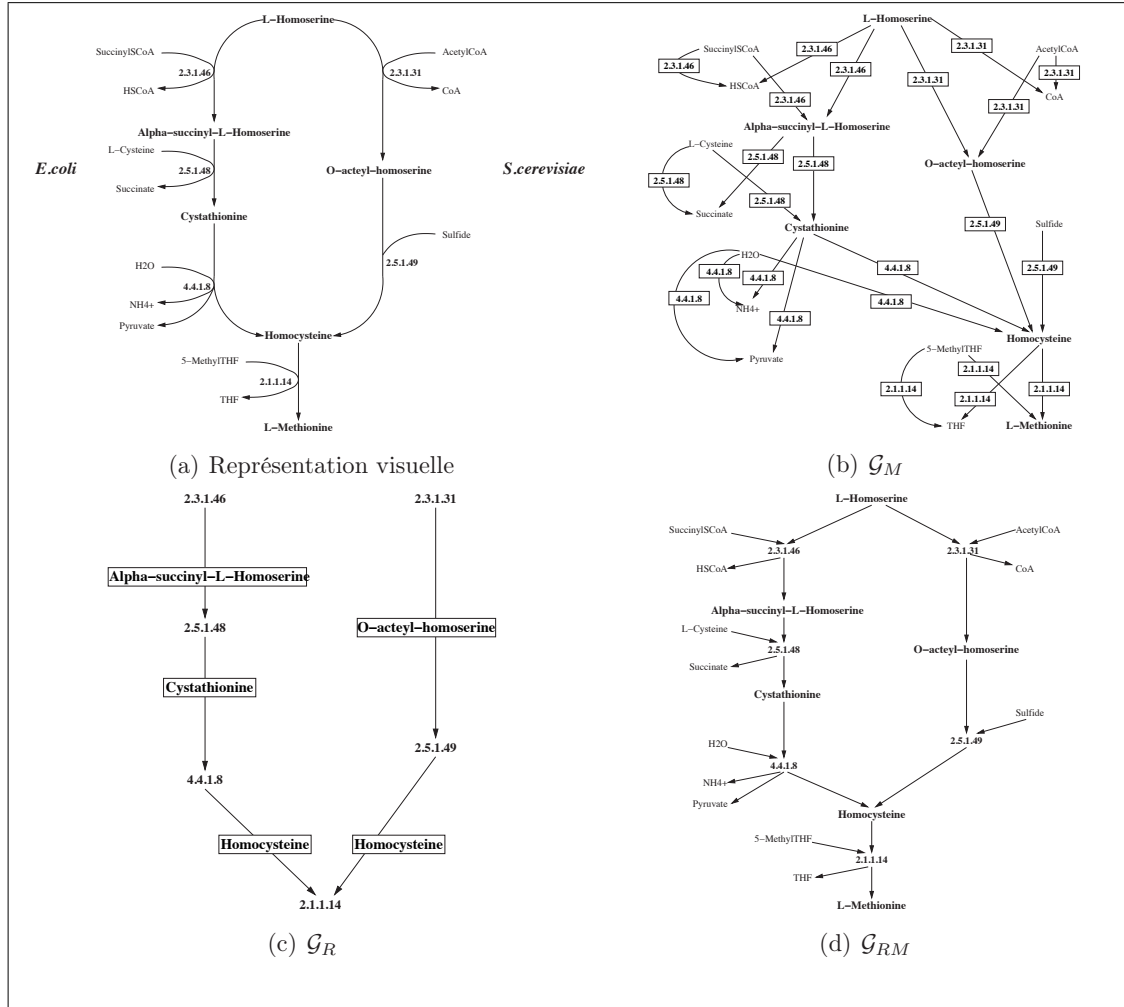 L−Homoserine
SuccinylSCoA
AcetylCoA
2.3.1.46
2.3.1.31
HSCoA
CoA
Alpha−succinyl−L−Homoserine
L−Cysteine
E.coli
2.5.1.48
O−acteyl−homoserine
S.cerevisiae
Succinate
Cystathionine
Sulfide
H2O
2.5.1.49
4.4.1.8
NH4+
Pyruvate
Homocysteine
5−MethylTHF
2.1.1.14
THF
L−Methionine
(a) Représentation visuelle
L−Homoserine
SuccinylSCoA
2.3.1.46
2.3.1.31
AcetylCoA
2.3.1.46
2.3.1.46
2.3.1.31
2.3.1.31
HSCoA
2.3.1.46
2.3.1.31
CoA
Alpha−succinyl−L−Homoserine
L−Cysteine
2.5.1.48
2.5.1.48
O−acteyl−homoserine
2.5.1.48
2.5.1.48
Succinate
Cystathionine
2.5.1.49
Sulfide
H2O
4.4.1.8
4.4.1.8
4.4.1.8
2.5.1.49
4.4.1.8
4.4.1.8
NH4+
4.4.1.8
Homocysteine
Pyruvate
5−MethylTHF
2.1.1.14
2.1.1.14
2.1.1.14
2.1.1.14
THF
L−Methionine
(b) 𝒢M
2.3.1.46
2.3.1.31
Alpha−succinyl−L−Homoserine
2.5.1.48
O−acteyl−homoserine
Cystathionine
2.5.1.49
4.4.1.8
Homocysteine
Homocysteine
2.1.1.14
(c) 𝒢R
L−Homoserine
SuccinylSCoA
AcetylCoA
2.3.1.46
2.3.1.31
HSCoA
CoA
Alpha−succinyl−L−Homoserine
L−Cysteine
2.5.1.48
O−acteyl−homoserine
Succinate
Cystathionine
Sulfide
H2O
2.5.1.49
4.4.1.8
NH4+
Pyruvate
Homocysteine
5−MethylTHF
2.1.1.14
THF
L−Methionine
(d) 𝒢RM